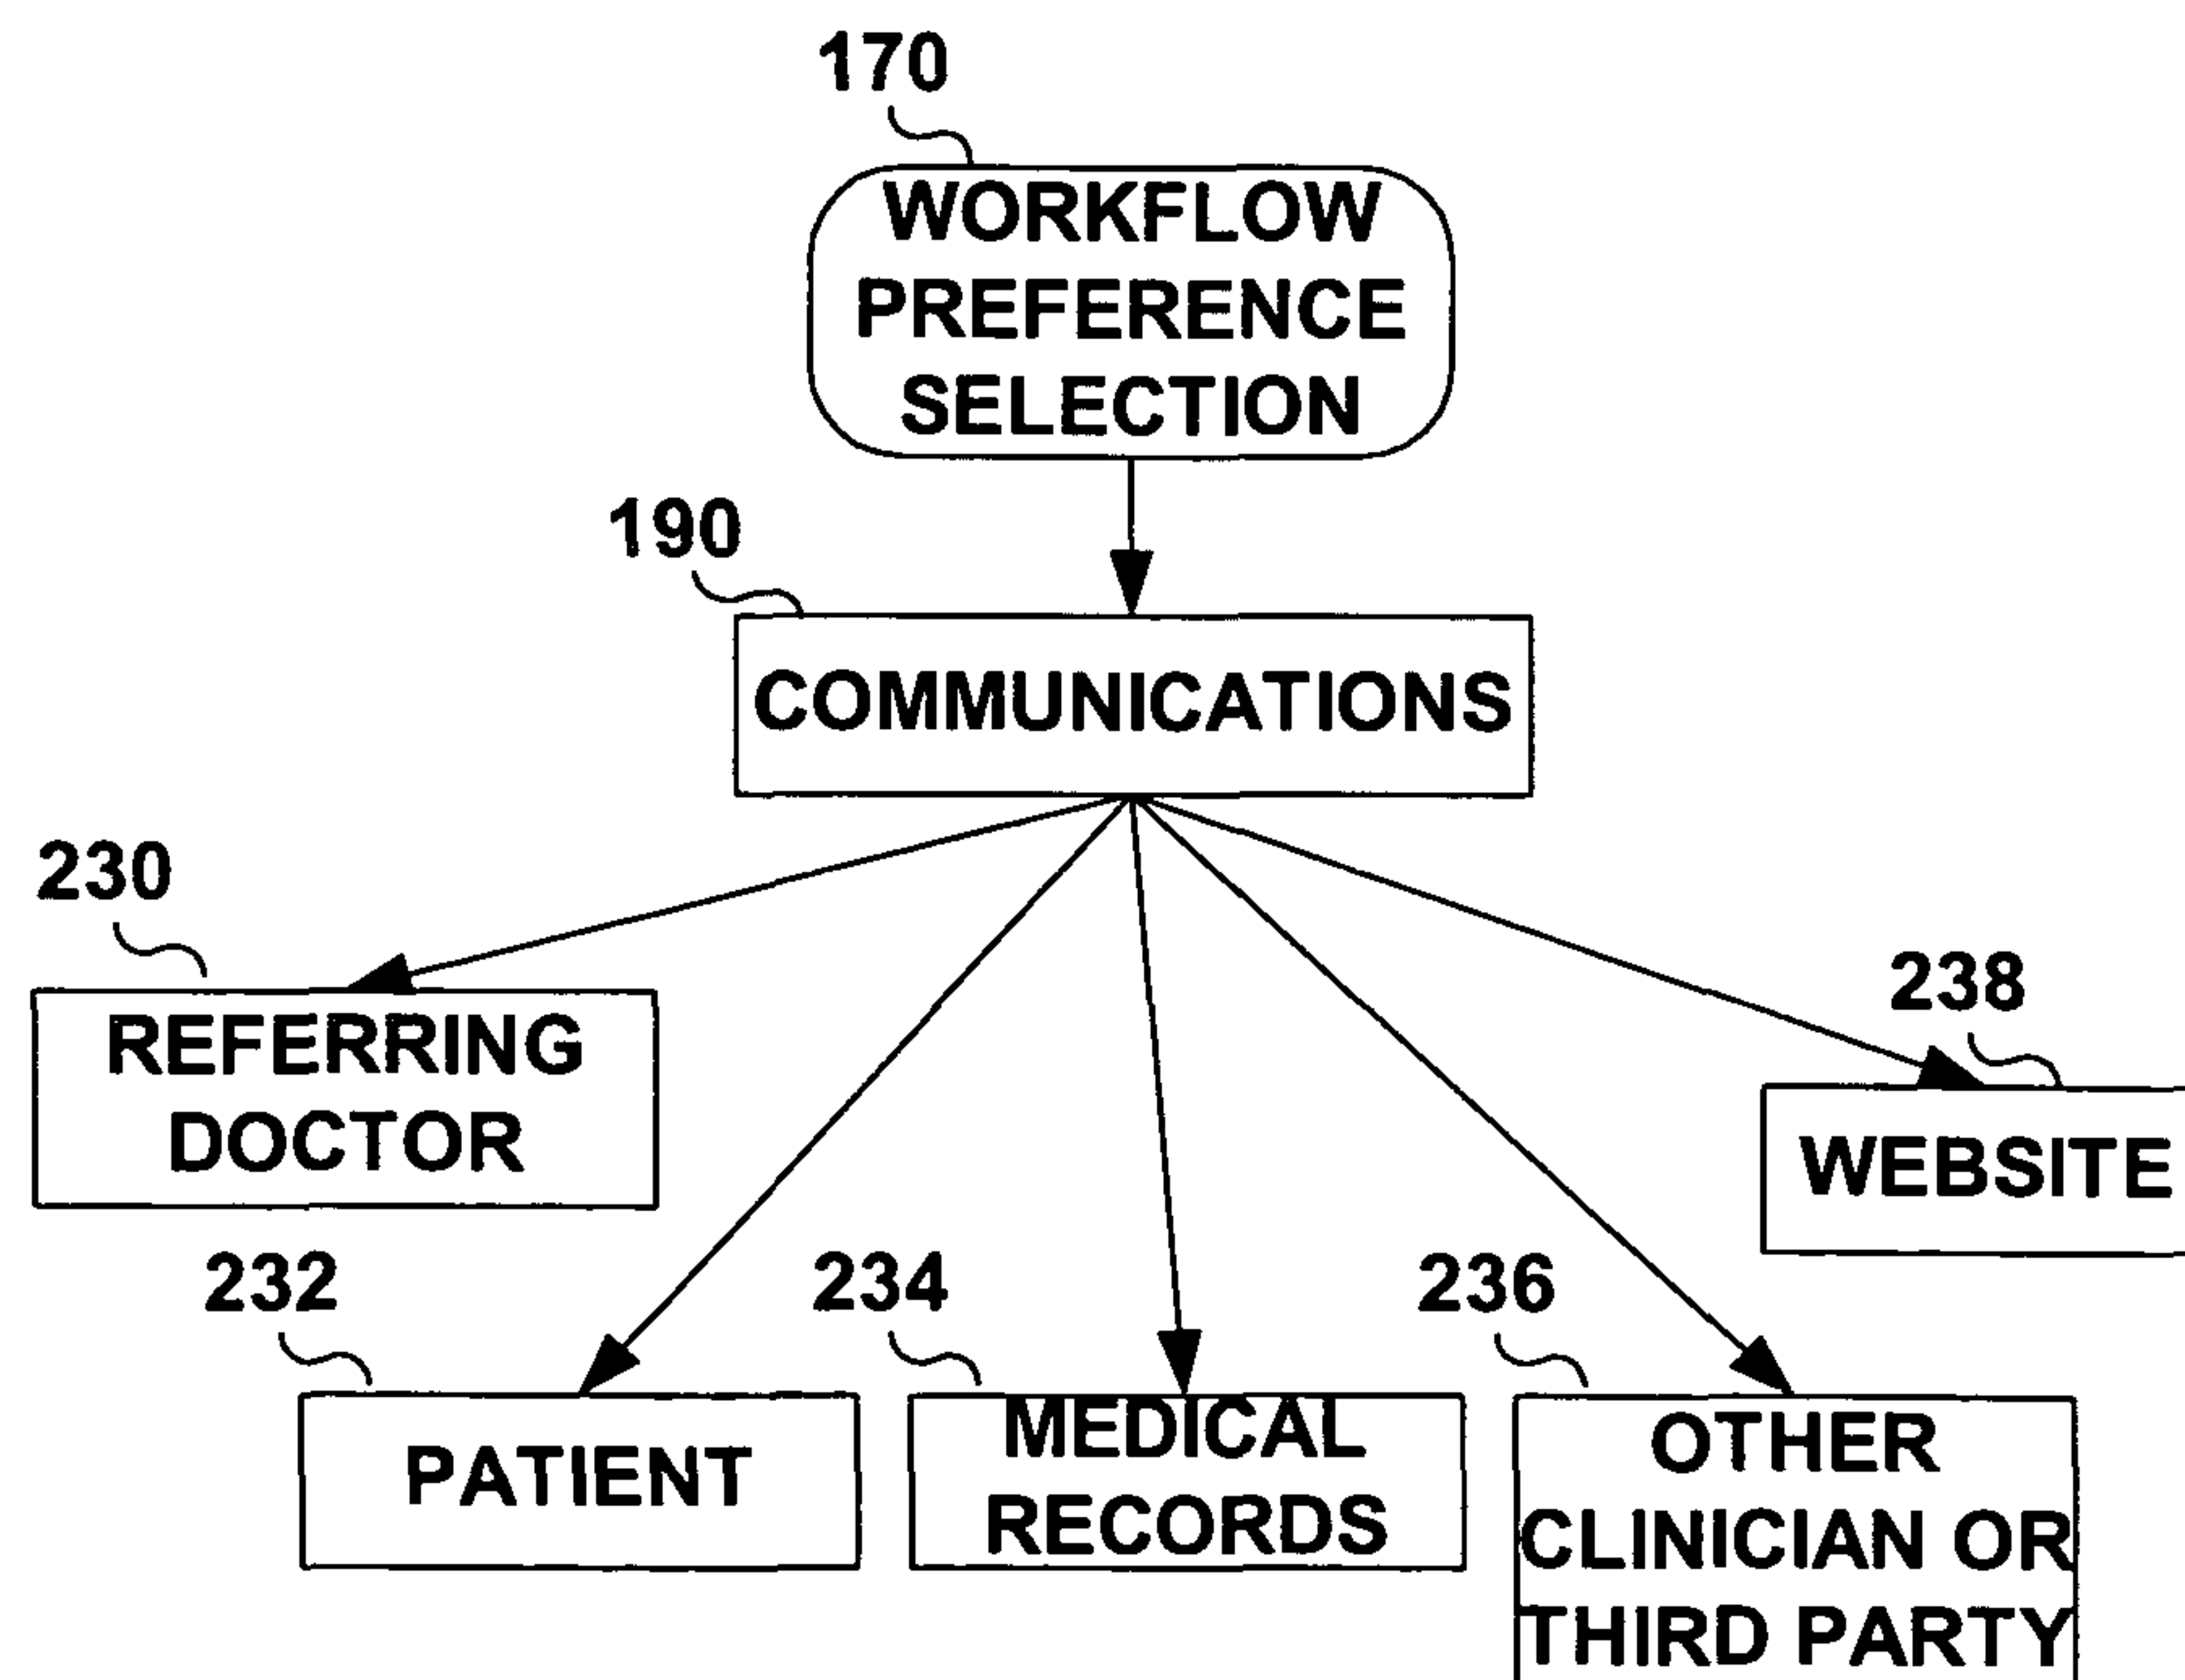 170
WORKFLOW
PREFERENCE
SELECTION
190
COMMUNICATIONS
230
REFERRING
DOCTOR
238
WEBSITE
232
PATIENT
234
MEDICAL
RECORDS
236
OTHER
CLINICIAN OR
THIRD PARTY